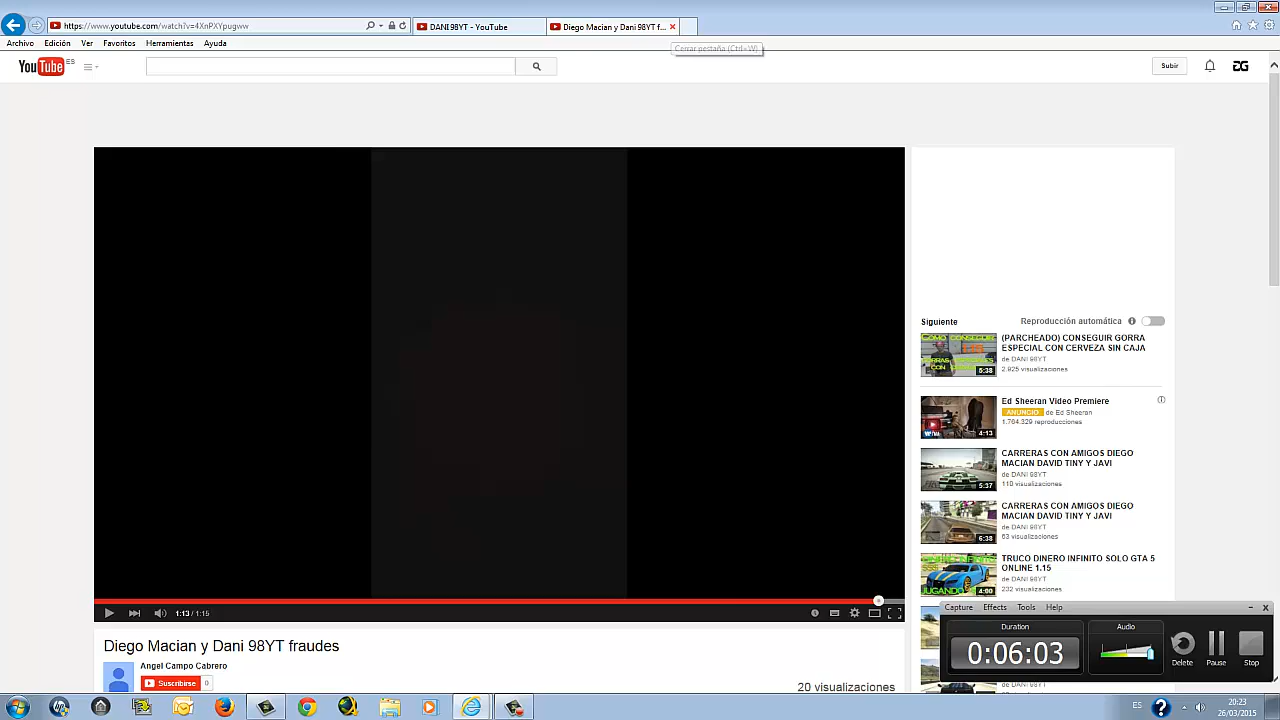 https://www.youtube.com/watch?v=4XnPXYpugww
DANI 98YT - YouTube
Diego Macian y Dani 98YT f...
Archivo Edición Ver Favoritos Herramientas Ayuda
Cerrar pestaña (Ctrl+W)
YouTube ES
Subir
Siguiente
Reproducción automática
(PARCHEADO) CONSEGUIR GORRA
ESPECIAL CON CERVEZA SIN CAJA
de DANI 98YT
2.925 visualizaciones
5:38
Ed Sheeran Video Premiere
ANUNCIO de Ed Sheeran
1.764.329 reproducciones
4:13
CARRERAS CON AMIGOS DIEGO
MACIAN DAVID TINY Y JAVI
de DANI 98YT
110 visualizaciones
5:37
CARRERAS CON AMIGOS DIEGO
MACIAN DAVID TINY Y JAVI
de DANI 98YT
63 visualizaciones
6:38
TRUCO DINERO INFINITO SOLO GTA 5
ONLINE 1.15
de DANI 98YT
232 visualizaciones
4:00
1:13 / 1:15
Capture Effects Tools Help
Duration
Audio
0:06:03
Delete Pause Stop
Diego Macian y Dani 98YT fraudes
Angel Campo Cabrero
Suscribirse 0
20 visualizaciones
de DANI 98YT
ES
20:23
26/03/2015